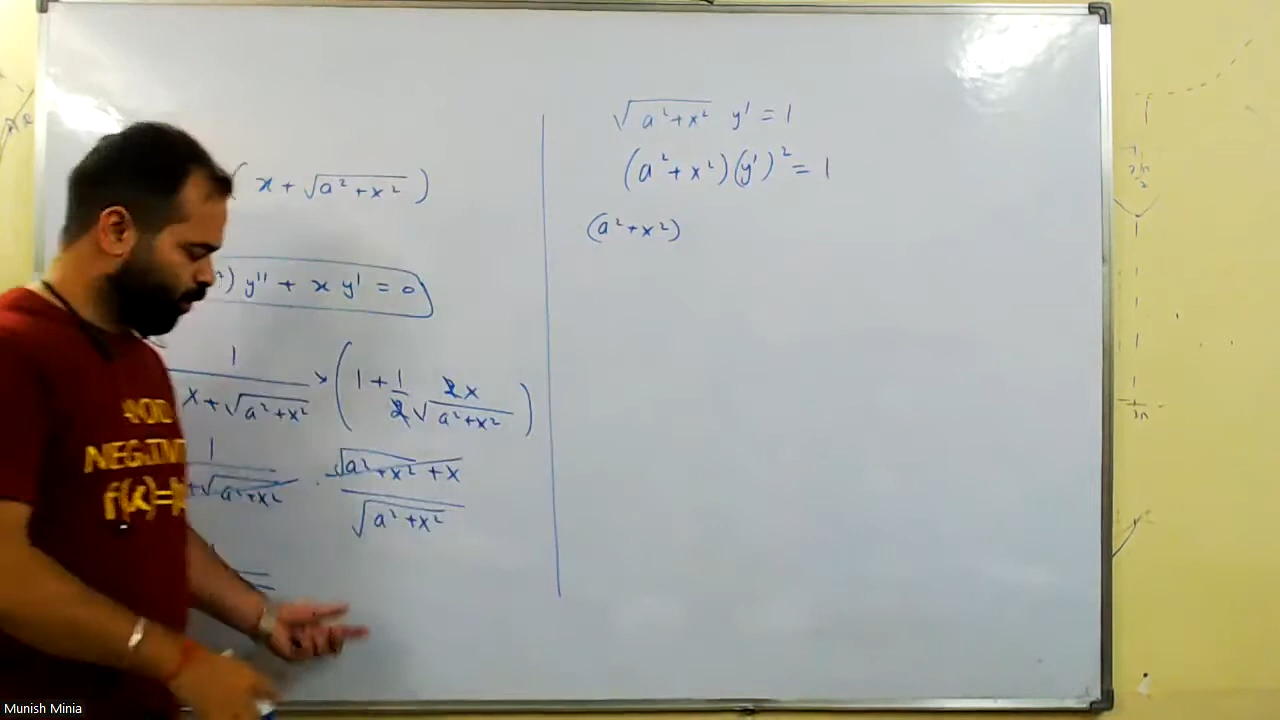 ( x + √(a² + x²) )
) y'' + x y' = 0
1 / (x + √(a² + x²)) × ( 1 + 1/2 2x/√(a² + x²) )
1 / (+ √(a² + x²)) · (√(a² + x²) + x) / √(a² + x²)
√(a² + x²) y' = 1
(a² + x²) (y')² = 1
(a² + x²)
NEGATIV
f(x)=
Munish Minia